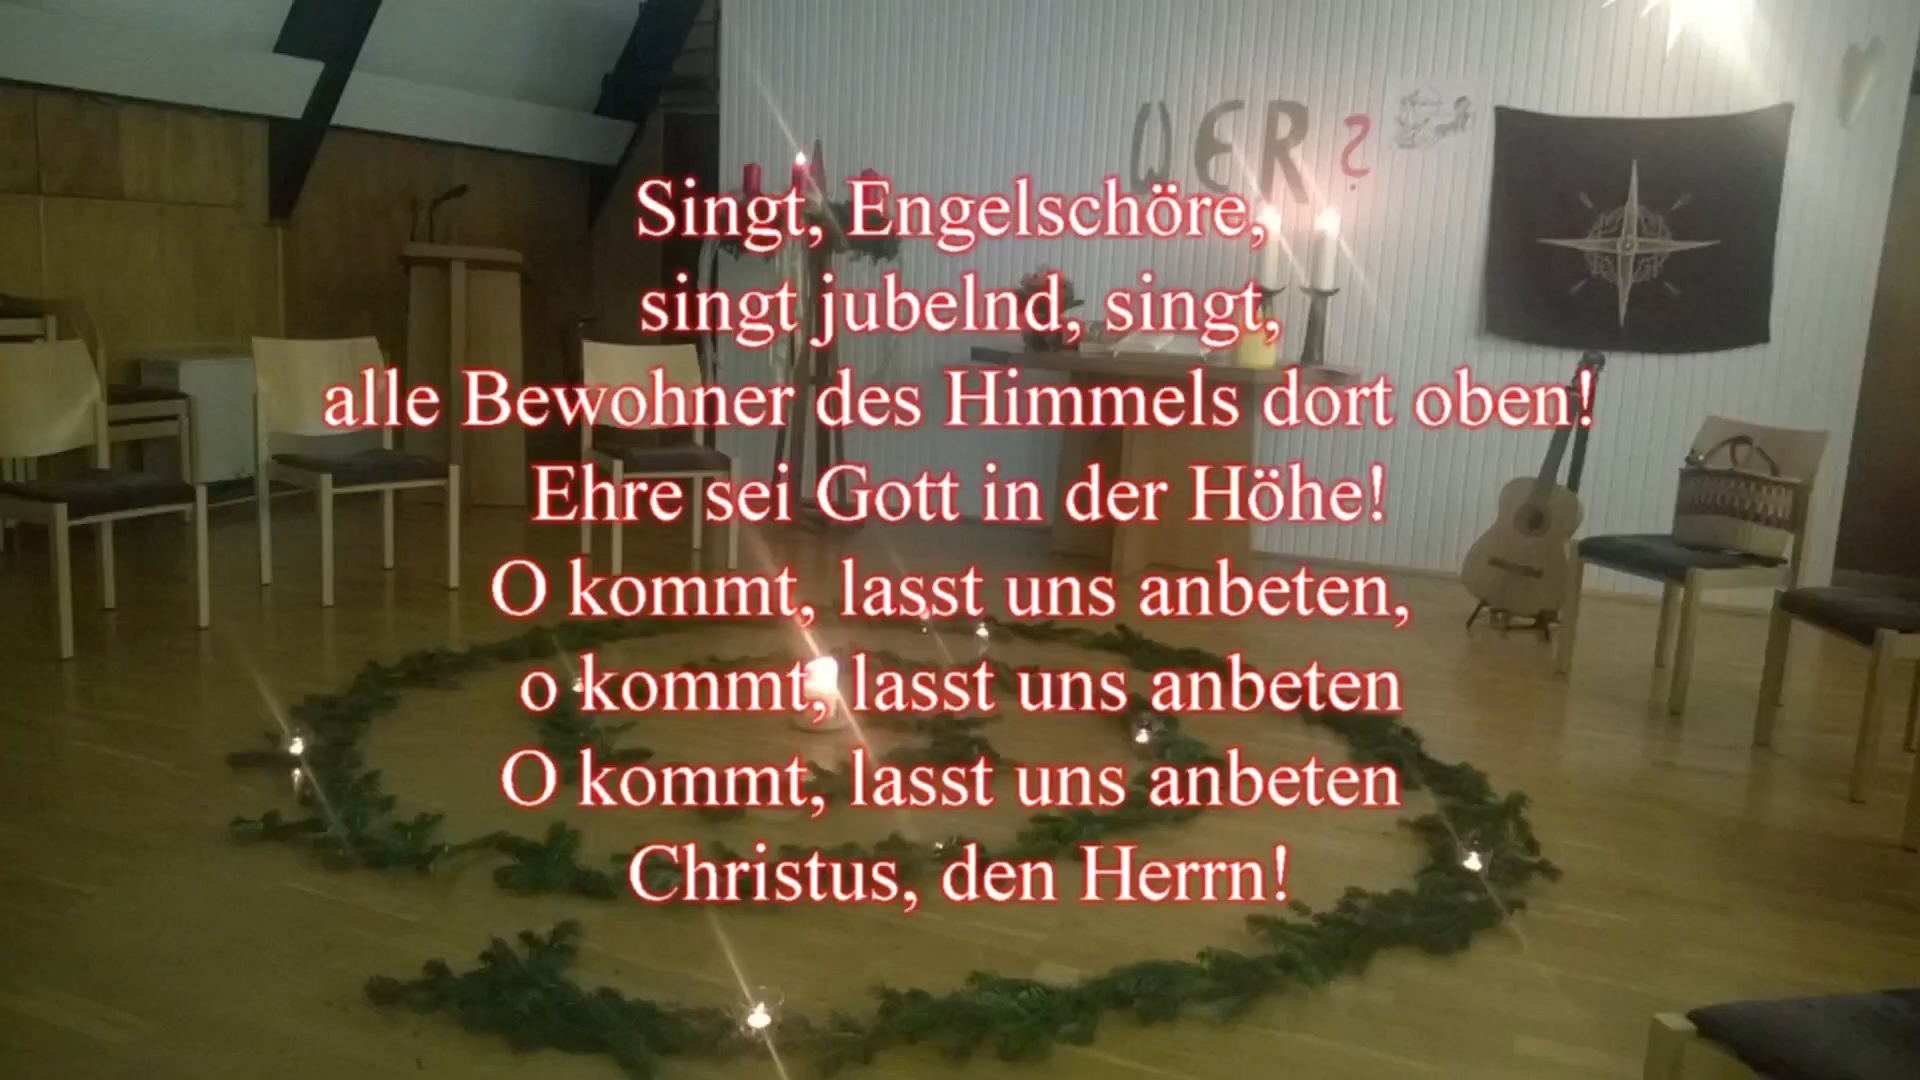 WER?
Singt, Engelschöre,
singt jubelnd, singt,
alle Bewohner des Himmels dort oben!
Ehre sei Gott in der Höhe!
O kommt, lasst uns anbeten,
o kommt, lasst uns anbeten
O kommt, lasst uns anbeten
Christus, den Herrn!